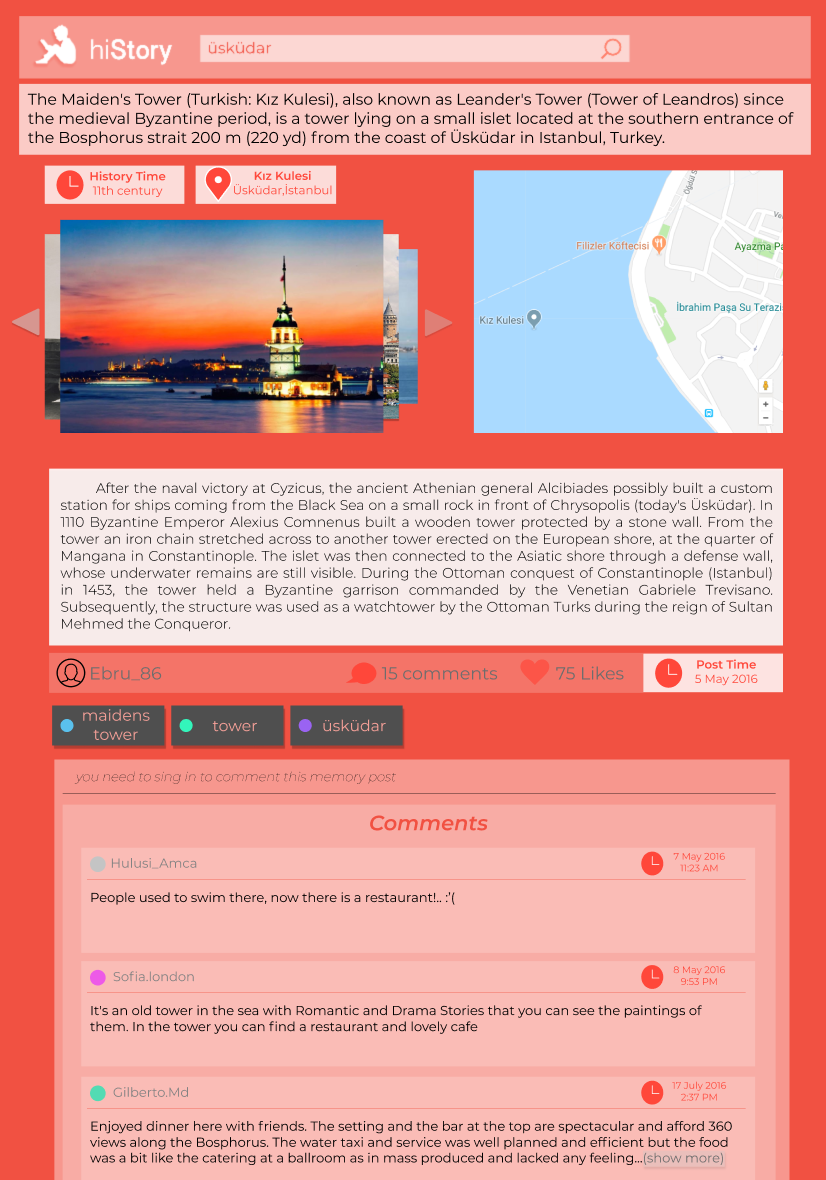 hiStory
üsküdar
The Maiden's Tower (Turkish: Kız Kulesi), also known as Leander's Tower (Tower of Leandros) since
the medieval Byzantine period, is a tower lying on a small islet located at the southern entrance of
the Bosphorus strait 200 m (220 yd) from the coast of Üsküdar in Istanbul, Turkey.
History Time
11th century
Kız Kulesi
Üsküdar,İstanbul
Öğdül S
Ve
Filizler Köftecisi
Ayazma Pa
İbrahim Paşa Su Terazi
Kız Kulesi
+
−
After the naval victory at Cyzicus, the ancient Athenian general Alcibiades possibly built a custom
station for ships coming from the Black Sea on a small rock in front of Chrysopolis (today's Üsküdar). In
1110 Byzantine Emperor Alexius Comnenus built a wooden tower protected by a stone wall. From the
tower an iron chain stretched across to another tower erected on the European shore, at the quarter of
Mangana in Constantinople. The islet was then connected to the Asiatic shore through a defense wall,
whose underwater remains are still visible. During the Ottoman conquest of Constantinople (Istanbul)
in 1453, the tower held a Byzantine garrison commanded by the Venetian Gabriele Trevisano.
Subsequently, the structure was used as a watchtower by the Ottoman Turks during the reign of Sultan
Mehmed the Conqueror.
Ebru_86
15 comments
75 Likes
Post Time
5 May 2016
maidens
tower
tower
üsküdar
you need to sing in to comment this memory post
Comments
Hulusi_Amca
7 May 2016
11:23 AM
People used to swim there, now there is a restaurant!.. :'(
Sofia.london
8 May 2016
9:53 PM
It's an old tower in the sea with Romantic and Drama Stories that you can see the paintings of
them. In the tower you can find a restaurant and lovely cafe
Gilberto.Md
17 July 2016
2:37 PM
Enjoyed dinner here with friends. The setting and the bar at the top are spectacular and afford 360
views along the Bosphorus. The water taxi and service was well planned and efficient but the food
was a bit like the catering at a ballroom as in mass produced and lacked any feeling...(show more)